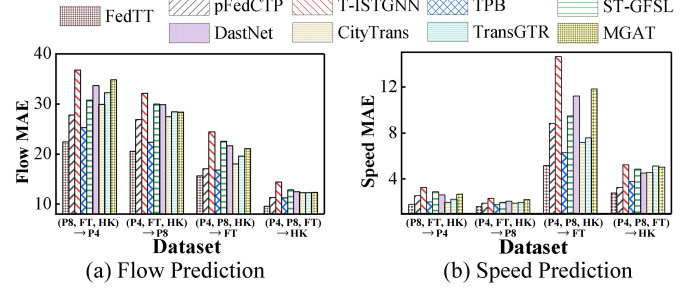 FedTT pFedCTP T-ISTGNN TPB ST-GFSL
DastNet CityTrans TransGTR MGAT
Flow MAE
40
30
20
10
(P8, FT, HK) (P4, FT, HK) (P4, P8, HK) (P4, P8, FT)
→P4 →P8 →FT →HK
Dataset
(a) Flow Prediction
Speed MAE
12
8
4
(P8, FT, HK) (P4, FT, HK) (P4, P8, HK) (P4, P8, FT)
→P4 →P8 →FT →HK
Dataset
(b) Speed Prediction